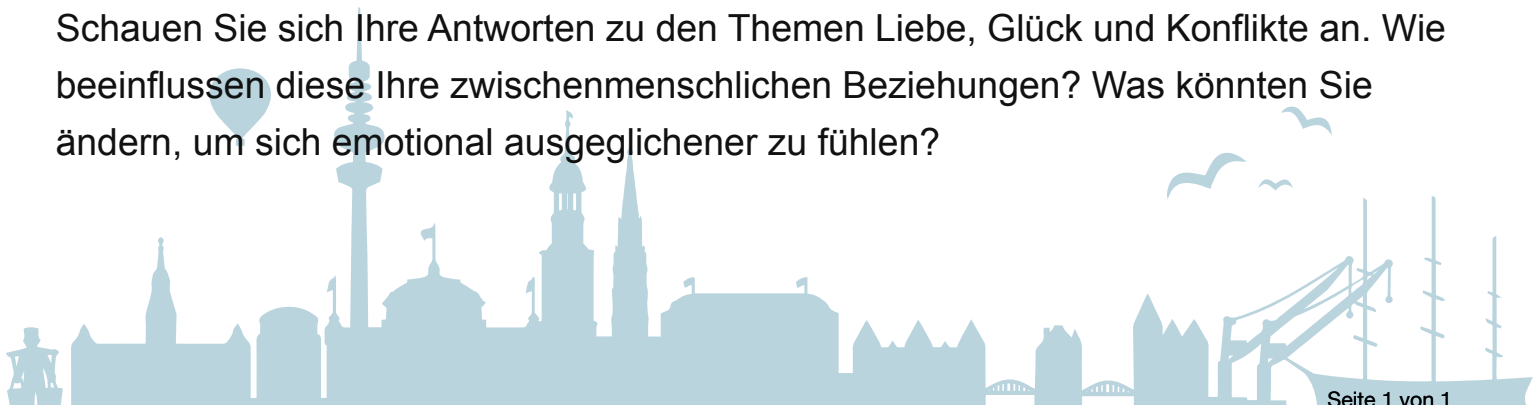 Schauen Sie sich Ihre Antworten zu den Themen Liebe, Glück und Konflikte an. Wie
beeinflussen diese Ihre zwischenmenschlichen Beziehungen? Was könnten Sie
ändern, um sich emotional ausgeglichener zu fühlen?
Seite 1 von 1